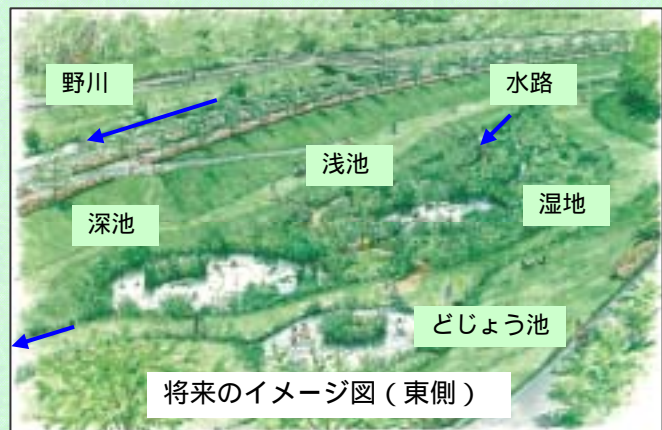 野川
水路
浅池
湿地
深池
どじょう池
将来のイメージ図（東側）